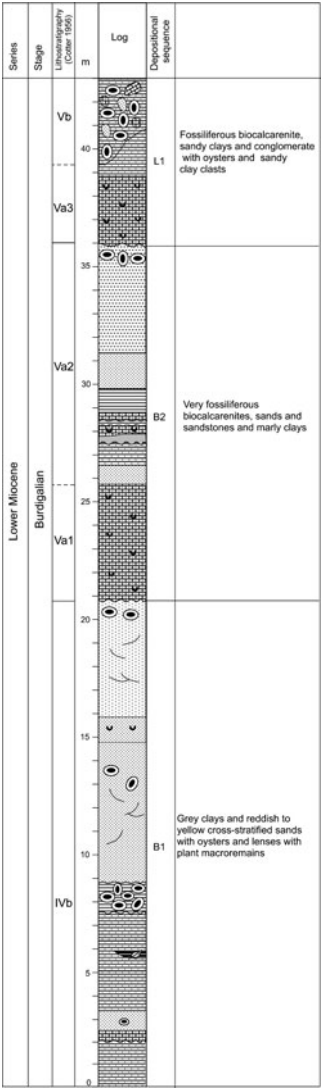 Series
Stage
Lithostratigraphy
(Cotter 1956)
m
Log
Depositional
sequence
Lower Miocene
Burdigalian
Vb
Va3
Va2
Va1
IVb
40
35
30
25
20
15
10
5
0
L1
B2
B1
Fossiliferous biocalcarenite,
sandy clays and conglomerate
with oysters and sandy
clay clasts
Very fossiliferous
biocalcarenites, sands and
sandstones and marly clays
Grey clays and reddish to
yellow cross-stratified sands
with oysters and lenses with
plant macroremains